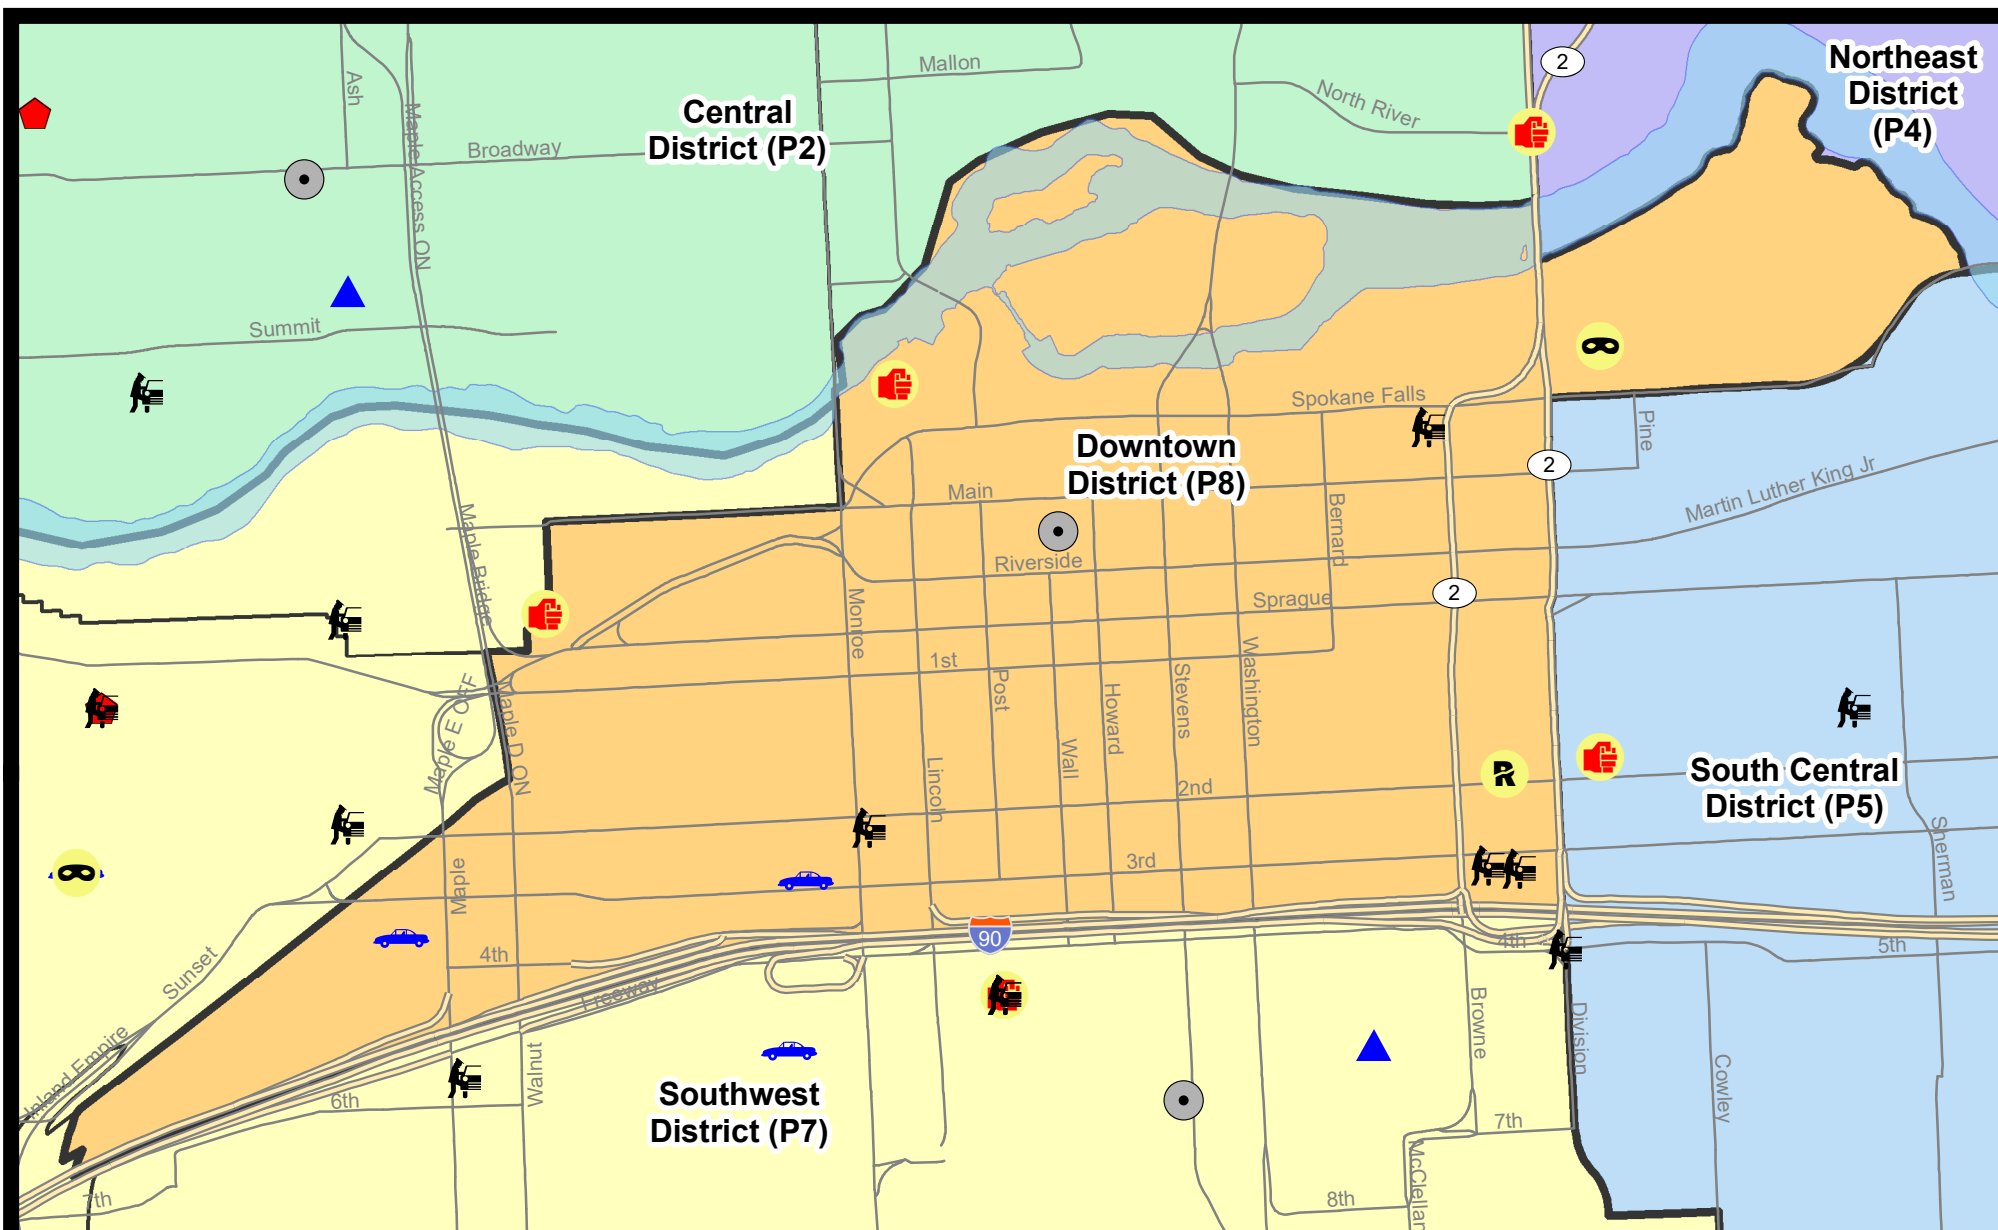 Northeast
District
(P4)
2
Mallon
Ash
North River
Central
District (P2)
Maple Access ON
Broadway
Summit
Spokane Falls
Pine
Downtown
District (P8)
2
Martin Luther King Jr
Main
Bernard
Maple Bridge
Riverside
2
Sprague
Monroe
1st
Washington
Post
Howard
Stevens
Maple E OFF
Maple D ON
Wall
Lincoln
2nd
South Central
District (P5)
Sherman
3rd
Maple
90
4th
5th
4th
Sunset
Freeway
Browne
Division
Inland Empire
Walnut
Cowley
6th
Southwest
District (P7)
7th
McClellan
7th
8th